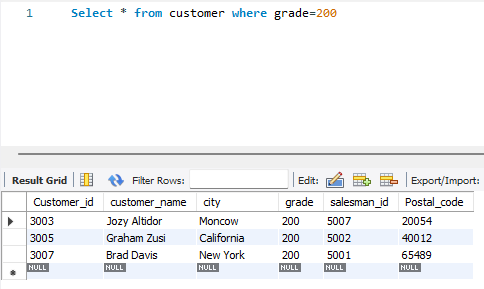 1 Select * from customer where grade=200
Result Grid Filter Rows: Edit: Export/Import:
Customer_id customer_name city grade salesman_id Postal_code
3003 Jozy Altidor Moncow 200 5007 20054
3005 Graham Zusi California 200 5002 40012
3007 Brad Davis New York 200 5001 65489
NULL NULL NULL NULL NULL NULL